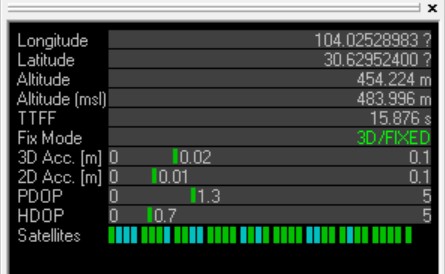 Longitude 104.02528983 ?
Latitude 30.62952400 ?
Altitude 454.224 m
Altitude (msl) 483.996 m
TTFF 15.876 s
Fix Mode 3D/FIXED
3D Acc. [m] 0 0.02 0.1
2D Acc. [m] 0 0.01 0.1
PDOP 0 1.3 5
HDOP 0 0.7 5
Satellites